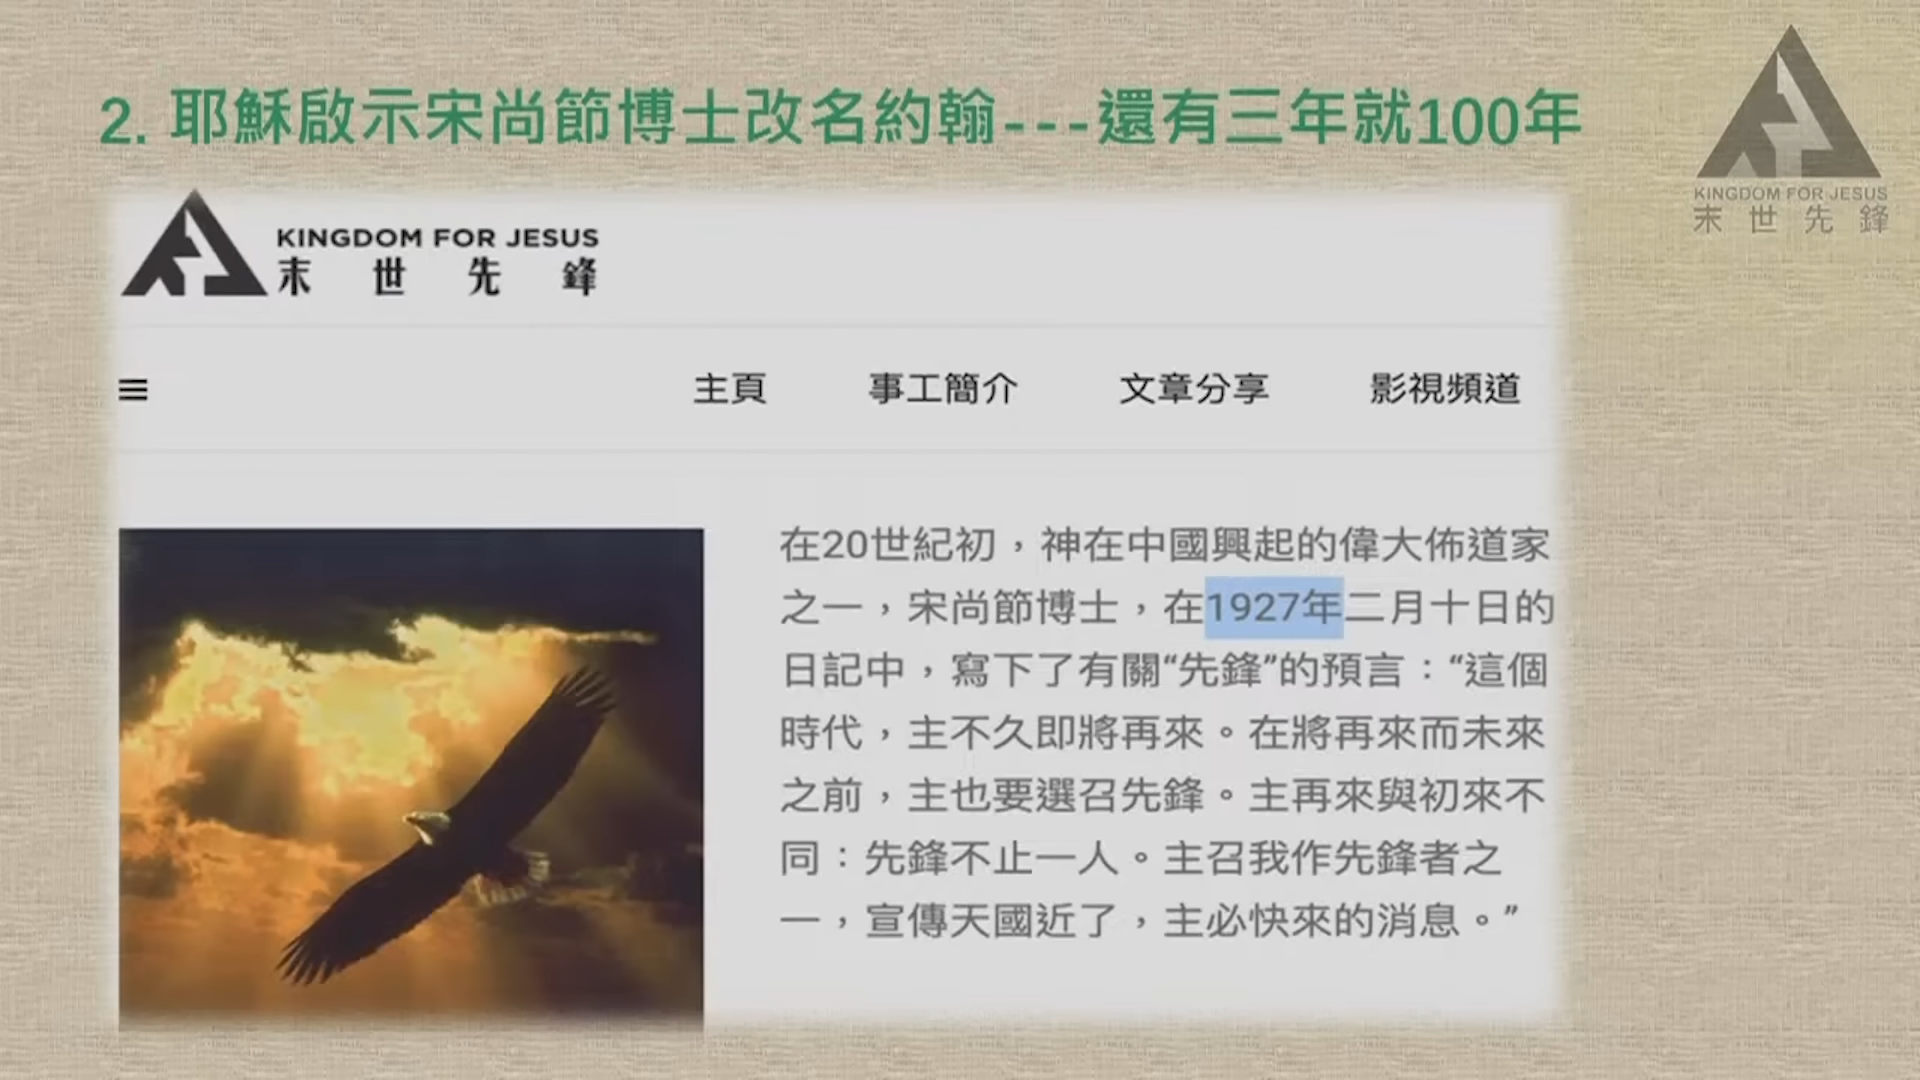 2. 耶穌啟示宋尚節博士改名約翰---還有三年就100年
KINGDOM FOR JESUS
末世先鋒
KINGDOM FOR JESUS
末世先鋒
主頁 事工簡介 文章分享 影視頻道
在20世紀初，神在中國興起的偉大佈道家
之一，宋尚節博士，在1927年二月十日的
日記中，寫下了有關“先鋒”的預言：“這個
時代，主不久即將再來。在將再來而未來
之前，主也要選召先鋒。主再來與初來不
同：先鋒不止一人。主召我作先鋒者之
一，宣傳天國近了，主必快來的消息。”